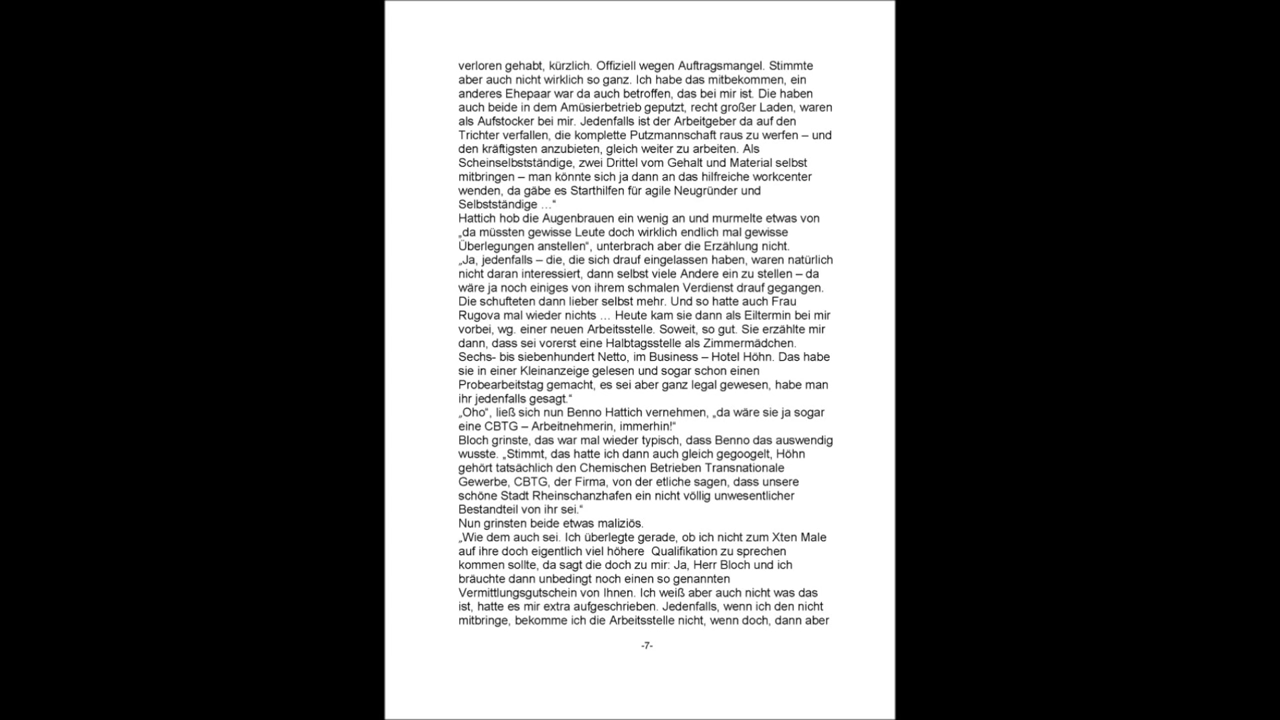 verloren gehabt, kürzlich. Offiziell wegen Auftragsmangel. Stimmte
aber auch nicht wirklich so ganz. Ich habe das mitbekommen, ein
anderes Ehepaar war da auch betroffen, das bei mir ist. Die haben
auch beide in dem Amüsierbetrieb geputzt, recht großer Laden, waren
als Aufstocker bei mir. Jedenfalls ist der Arbeitgeber da auf den
Trichter verfallen, die komplette Putzmannschaft raus zu werfen – und
den kräftigsten anzubieten, gleich weiter zu arbeiten. Als
Scheinselbstständige, zwei Drittel vom Gehalt und Material selbst
mitbringen – man könnte sich ja dann an das hilfreiche workcenter
wenden, da gäbe es Starthilfen für agile Neugründer und
Selbstständige …“
Hattich hob die Augenbrauen ein wenig an und murmelte etwas von
„da müssten gewisse Leute doch wirklich endlich mal gewisse
Überlegungen anstellen“, unterbrach aber die Erzählung nicht.
„Ja, jedenfalls – die, die sich drauf eingelassen haben, waren natürlich
nicht daran interessiert, dann selbst viele Andere ein zu stellen – da
wäre ja noch einiges von ihrem schmalen Verdienst drauf gegangen.
Die schufteten dann lieber selbst mehr. Und so hatte auch Frau
Rugova mal wieder nichts … Heute kam sie dann als Eiltermin bei mir
vorbei, wg. einer neuen Arbeitsstelle. Soweit, so gut. Sie erzählte mir
dann, dass sei vorerst eine Halbtagsstelle als Zimmermädchen.
Sechs- bis siebenhundert Netto, im Business – Hotel Höhn. Das habe
sie in einer Kleinanzeige gelesen und sogar schon einen
Probearbeitstag gemacht, es sei aber ganz legal gewesen, habe man
ihr jedenfalls gesagt.“
„Oho“, ließ sich nun Benno Hattich vernehmen, „da wäre sie ja sogar
eine CBTG – Arbeitnehmerin, immerhin!“
Bloch grinste, das war mal wieder typisch, dass Benno das auswendig
wusste. „Stimmt, das hatte ich dann auch gleich gegoogelt, Höhn
gehört tatsächlich den Chemischen Betrieben Transnationale
Gewerbe, CBTG, der Firma, von der etliche sagen, dass unsere
schöne Stadt Rheinschanzhafen ein nicht völlig unwesentlicher
Bestandteil von ihr sei.“
Nun grinsten beide etwas maliziös.
„Wie dem auch sei. Ich überlegte gerade, ob ich nicht zum Xten Male
auf ihre doch eigentlich viel höhere  Qualifikation zu sprechen
kommen sollte, da sagt die doch zu mir: Ja, Herr Bloch und ich
bräuchte dann unbedingt noch einen so genannten
Vermittlungsgutschein von Ihnen. Ich weiß aber auch nicht was das
ist, hatte es mir extra aufgeschrieben. Jedenfalls, wenn ich den nicht
mitbringe, bekomme ich die Arbeitsstelle nicht, wenn doch, dann aber
-7-